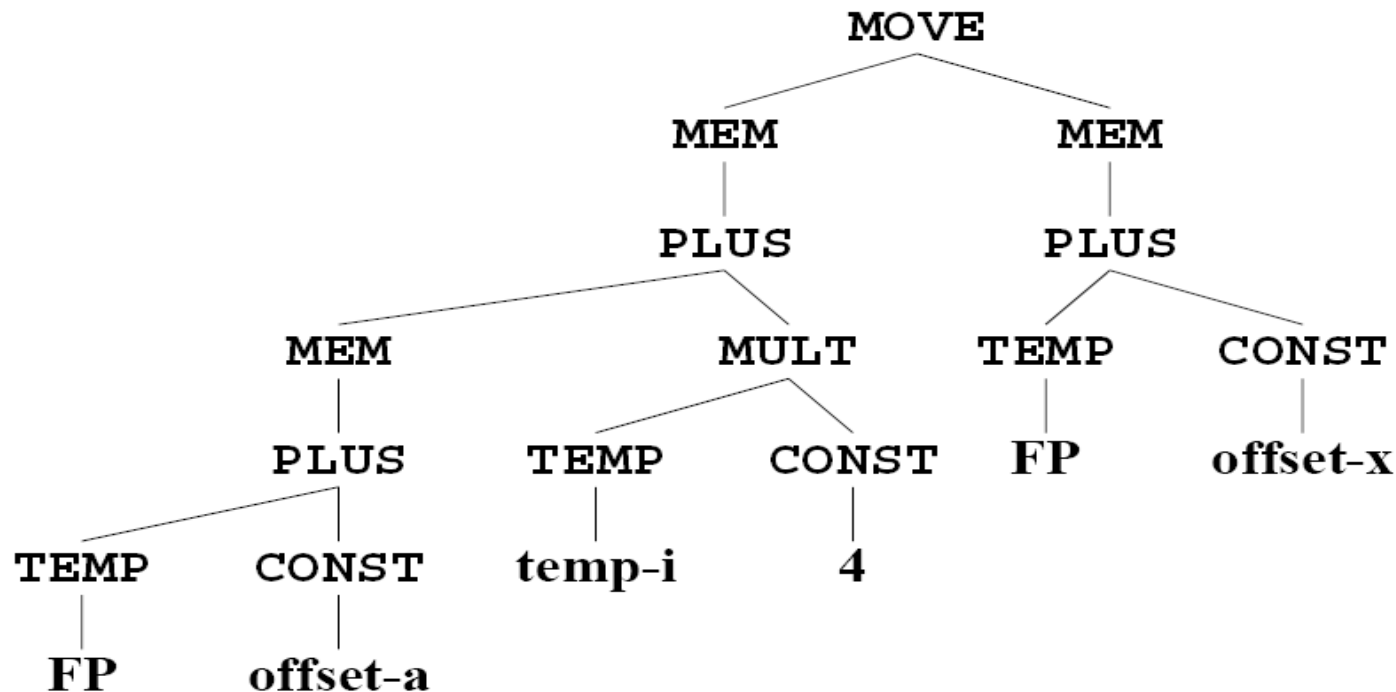 MOVE
MEM MEM
PLUS PLUS
MEM MULT TEMP CONST
PLUS TEMP CONST FP offset-x
TEMP CONST temp-i 4
FP offset-a